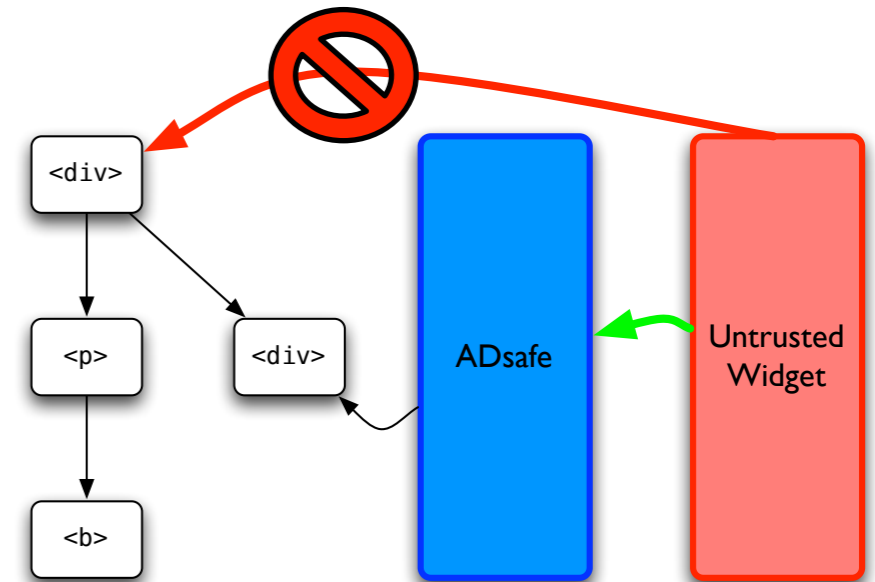 <div>
<p>
<div>
ADsafe
Untrusted
Widget
<b>